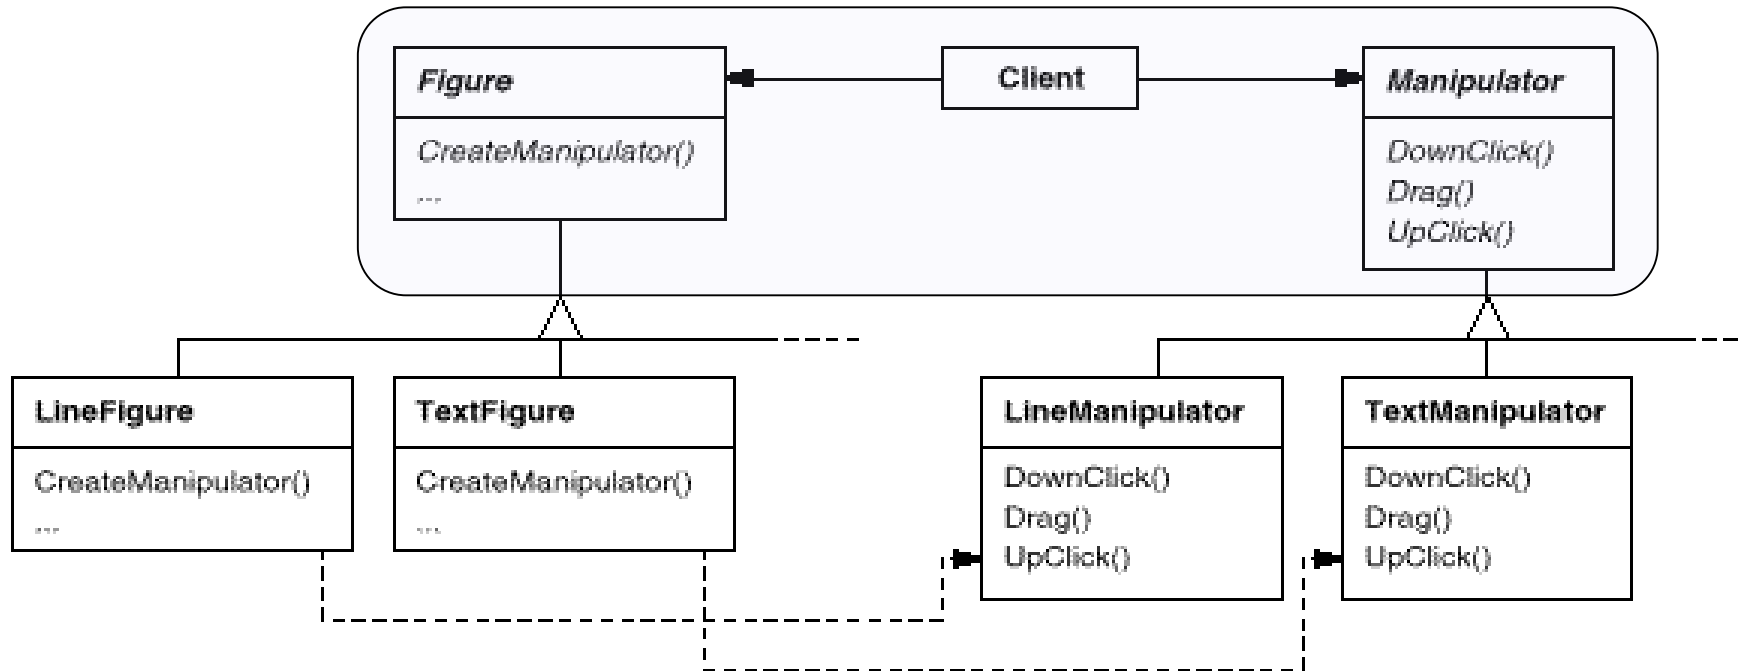 Figure
CreateManipulator()
...
Client
Manipulator
DownClick()
Drag()
UpClick()
LineFigure
CreateManipulator()
...
TextFigure
CreateManipulator()
...
LineManipulator
DownClick()
Drag()
UpClick()
TextManipulator
DownClick()
Drag()
UpClick()